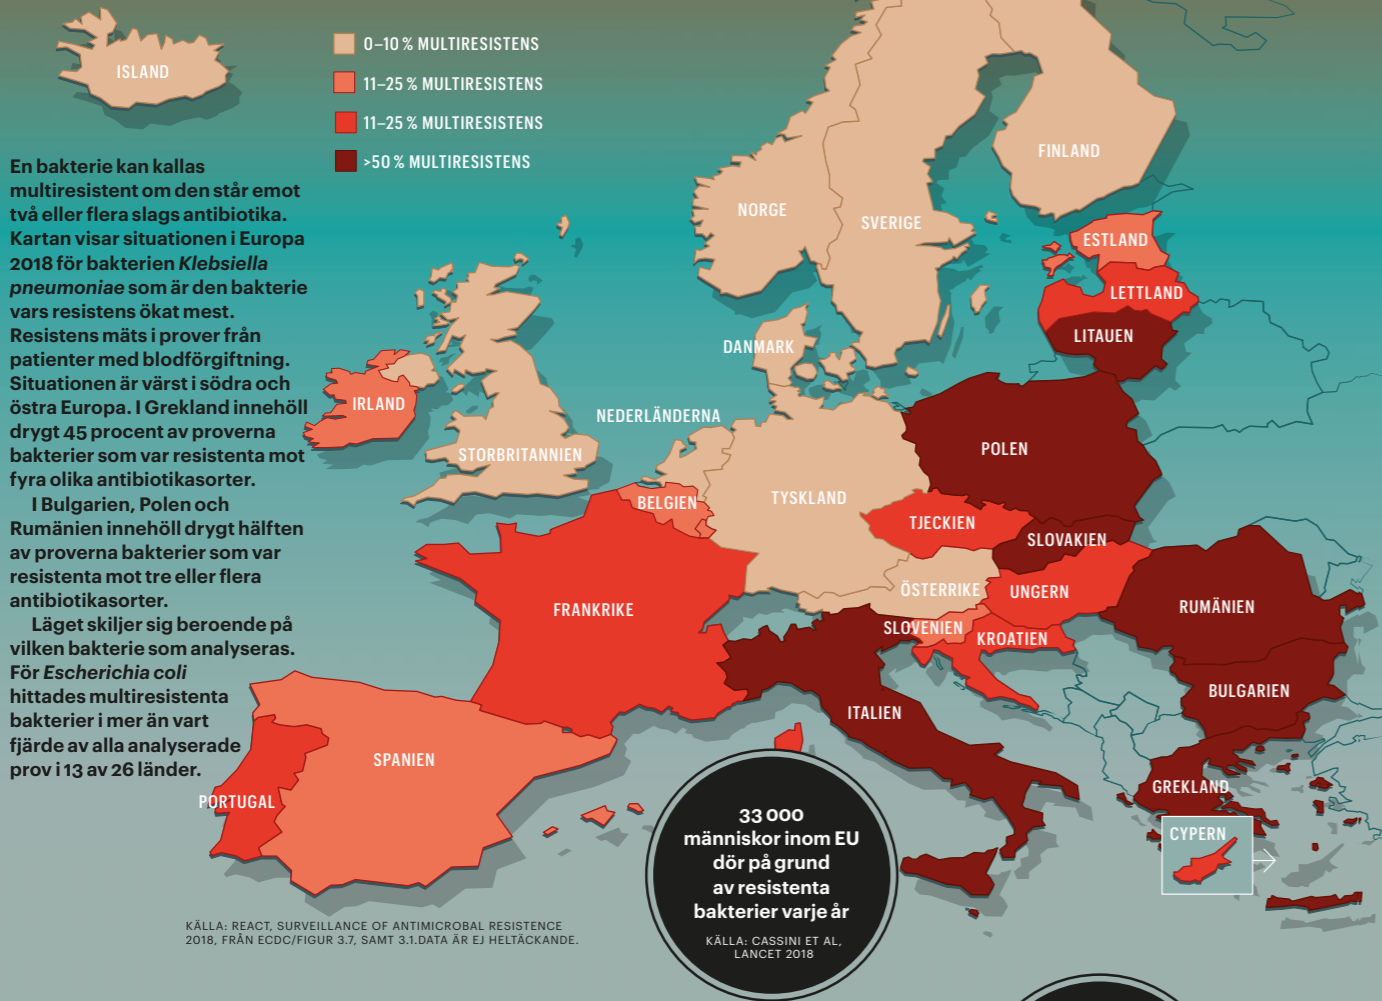 ISLAND
0–10 % MULTIRESISTENS
11–25 % MULTIRESISTENS
11–25 % MULTIRESISTENS
>50 % MULTIRESISTENS
En bakterie kan kallas
multiresistent om den står emot
två eller flera slags antibiotika.
Kartan visar situationen i Europa
2018 för bakterien Klebsiella
pneumoniae som är den bakterie
vars resistens ökat mest.
Resistens mäts i prover från
patienter med blodförgiftning.
Situationen är värst i södra och
östra Europa. I Grekland innehöll
drygt 45 procent av proverna
bakterier som var resistenta mot
fyra olika antibiotikasorter.
I Bulgarien, Polen och
Rumänien innehöll drygt hälften
av proverna bakterier som var
resistenta mot tre eller flera
antibiotikasorter.
Läget skiljer sig beroende på
vilken bakterie som analyseras.
För Escherichia coli
hittades multiresistenta
bakterier i mer än vart
fjärde av alla analyserade
prov i 13 av 26 länder.
FINLAND
NORGE
SVERIGE
ESTLAND
LETTLAND
LITAUEN
DANMARK
IRLAND
NEDERLÄNDERNA
STORBRITANNIEN
POLEN
TYSKLAND
BELGIEN
TJECKIEN
SLOVAKIEN
ÖSTERRIKE
UNGERN
FRANKRIKE
RUMÄNIEN
SLOVENIEN
KROATIEN
BULGARIEN
ITALIEN
SPANIEN
PORTUGAL
GREKLAND
CYPERN
33 000
människor inom EU
dör på grund
av resistenta
bakterier varje år
KÄLLA: CASSINI ET AL,
LANCET 2018
KÄLLA: REACT, SURVEILLANCE OF ANTIMICROBAL RESISTENCE
2018, FRÅN ECDC/FIGUR 3.7, SAMT 3.1.DATA ÄR EJ HELTÄCKANDE.